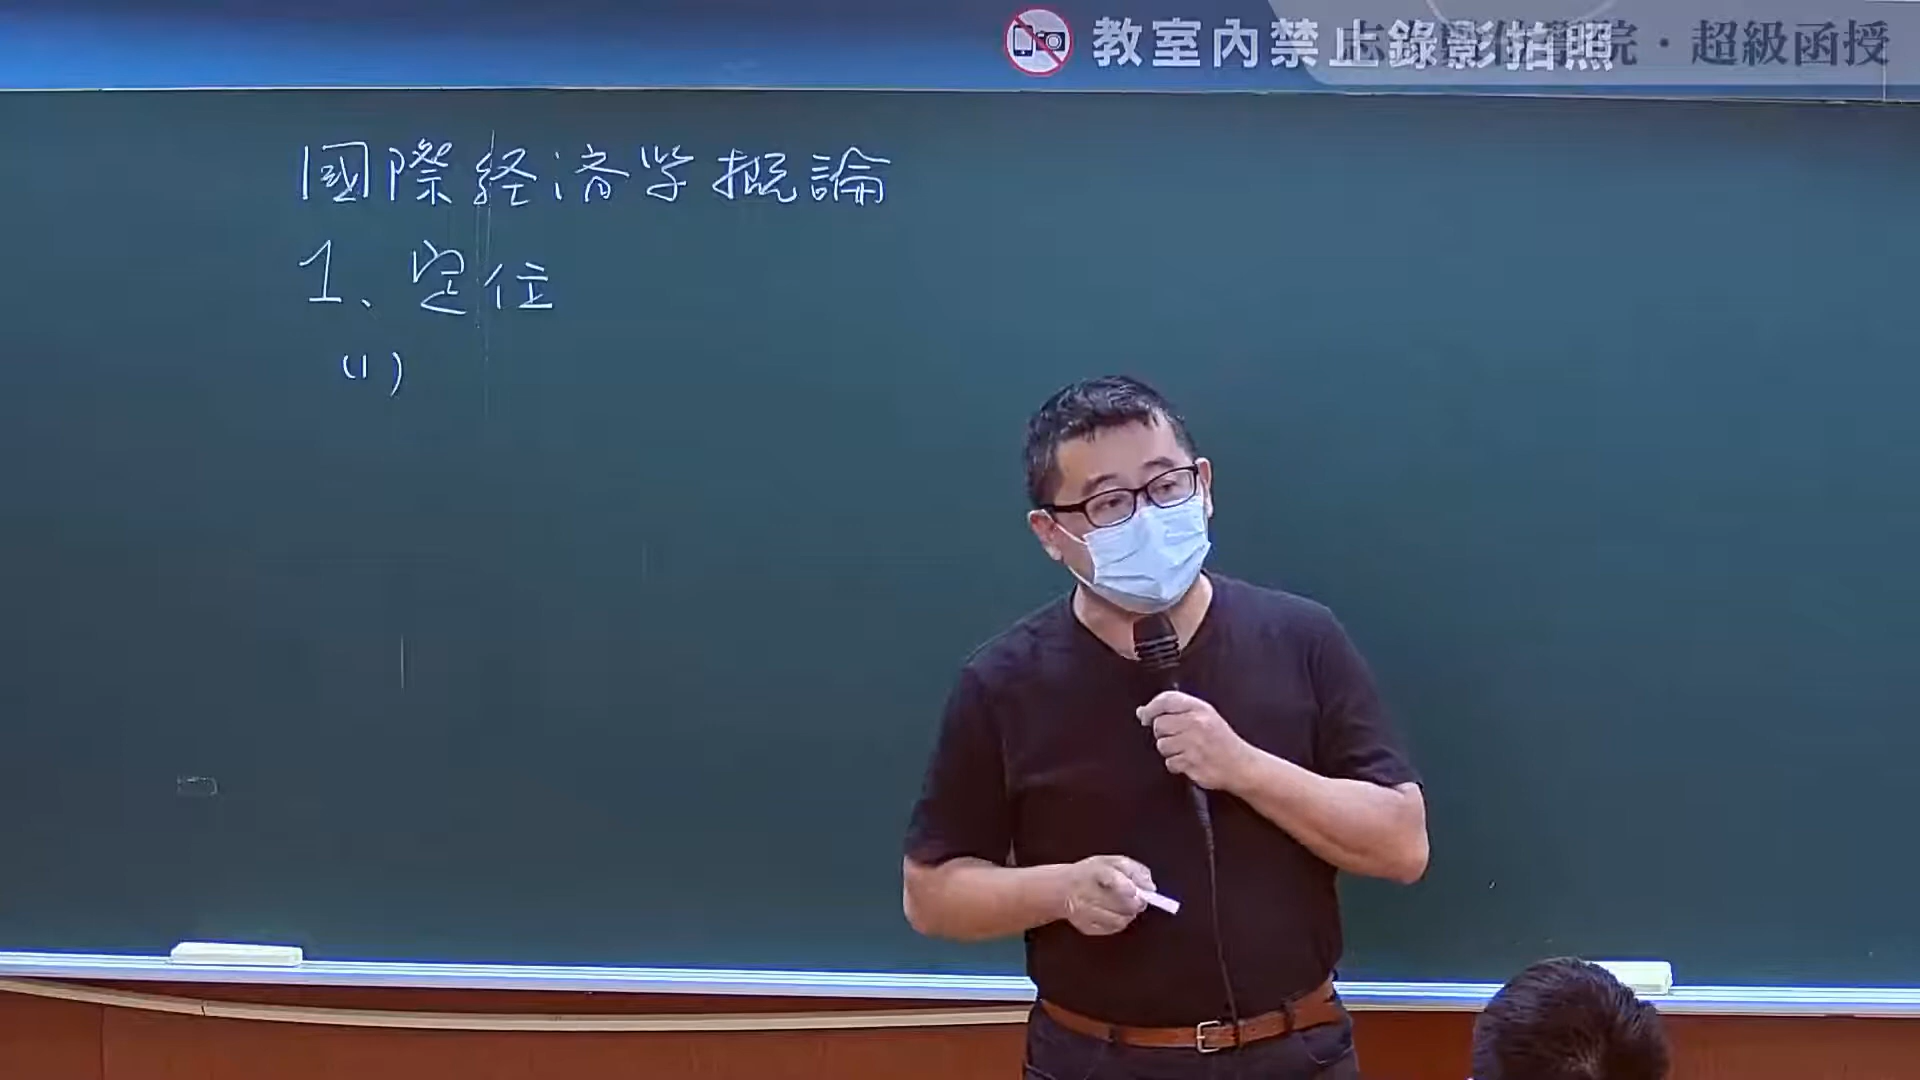 教室內禁止錄影拍照
院·超級函授
國際経済学概論
1、定位
(1)